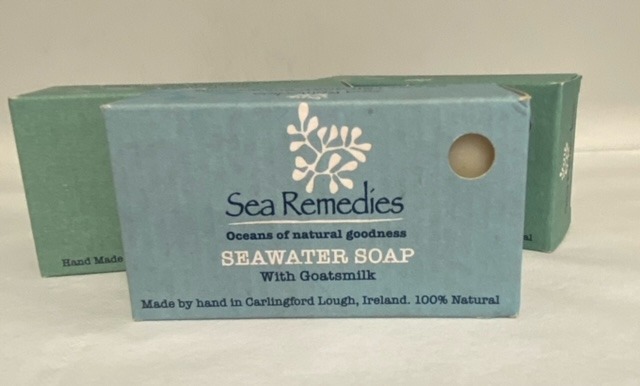 Sea Remedies
Oceans of natural goodness
SEAWATER SOAP
With Goatsmilk
Made by hand in Carlingford Lough, Ireland. 100% Natural
Hand Made